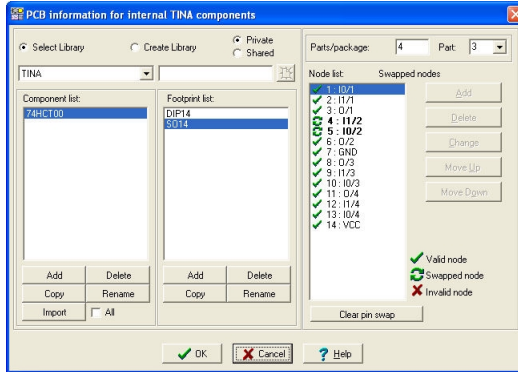 PCB information for internal TINA components
Select Library
Create Library
Private
Shared
TINA
Parts/package:
4
Part:
3
Component list:
74HCT00
Footprint list:
DIP14
SO14
Node list:
Swapped nodes
1 : I0/1
2 : I1/1
3 : O/1
4 : I1/2
5 : I0/2
6 : O/2
7 : GND
8 : O/3
9 : I1/3
10 : I0/3
11 : O/4
12 : I1/4
13 : I0/4
14 : VCC
Add
Delete
Change
Move Up
Move Down
Valid node
Swapped node
Invalid node
Clear pin swap
Add
Delete
Copy
Rename
Import
All
Add
Delete
Copy
Rename
OK
Cancel
Help